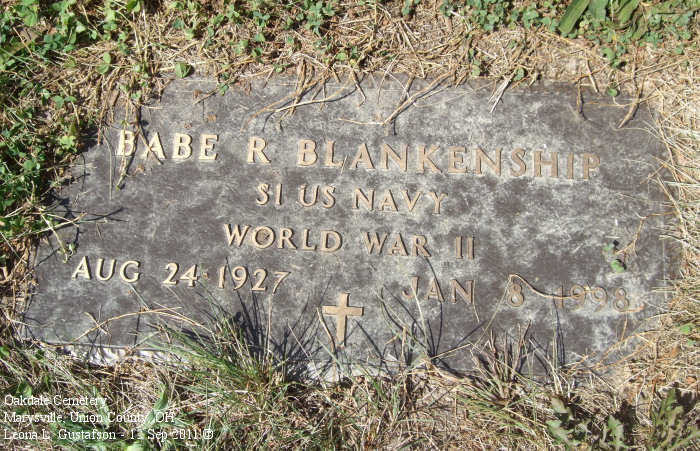 BABE R BLANKENSHIP
S1 US NAVY
WORLD WAR II
AUG 24 1927 JAN 8 1998
Oakdale Cemetery
Marysville, Union County, OH
Leona L. Gustafson - 13 Sep 2011 ©